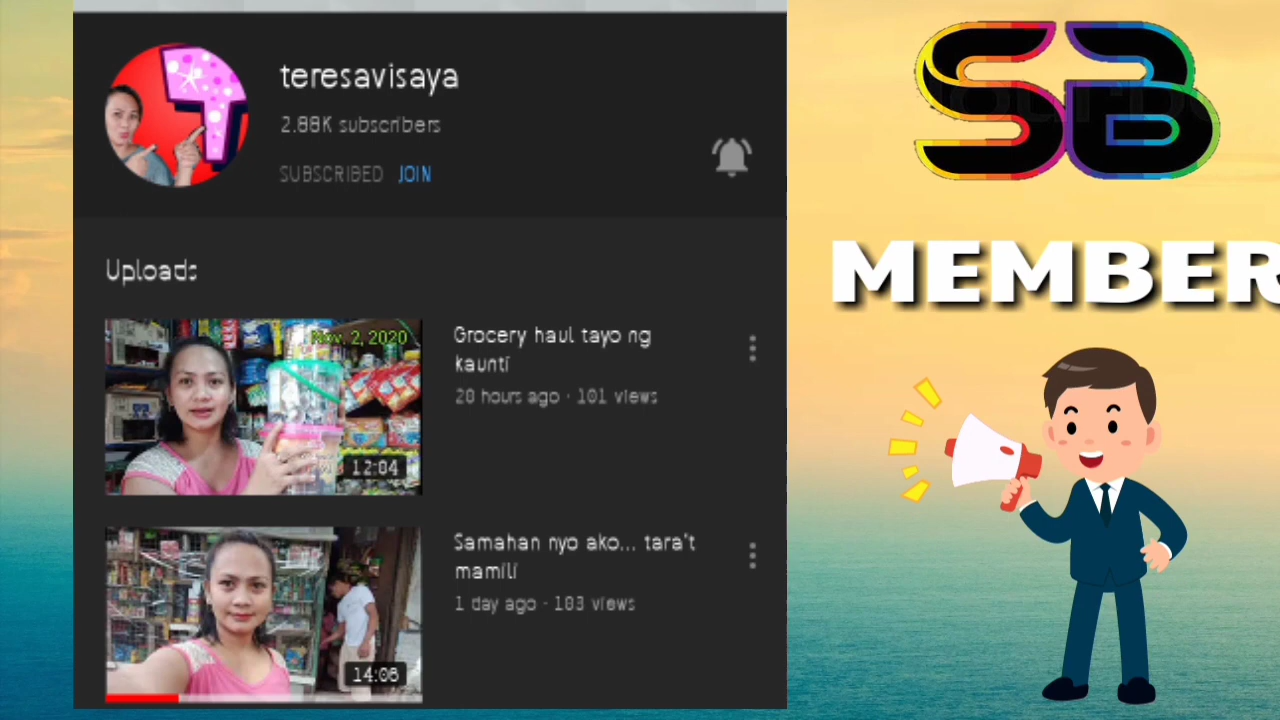 teresavisaya
2.88K subscribers
SUBSCRIBED JOIN
Uploads
Nov. 2, 2020
12:04
Grocery haul tayo ng
kaunti
20 hours ago · 101 views
14:06
Samahan nyo ako... tara't
mamili
1 day ago · 103 views
SB
MEMBER